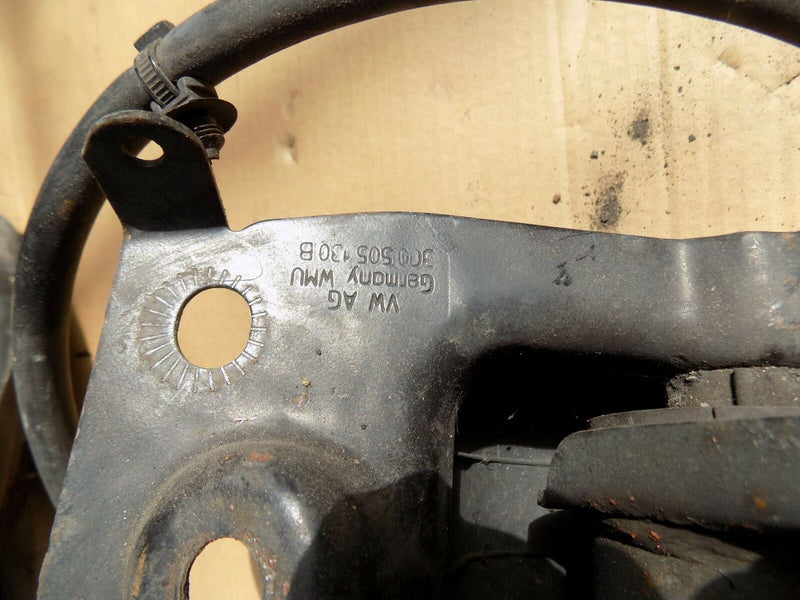 VW AG
Germany WMU
3C0 505 130 B